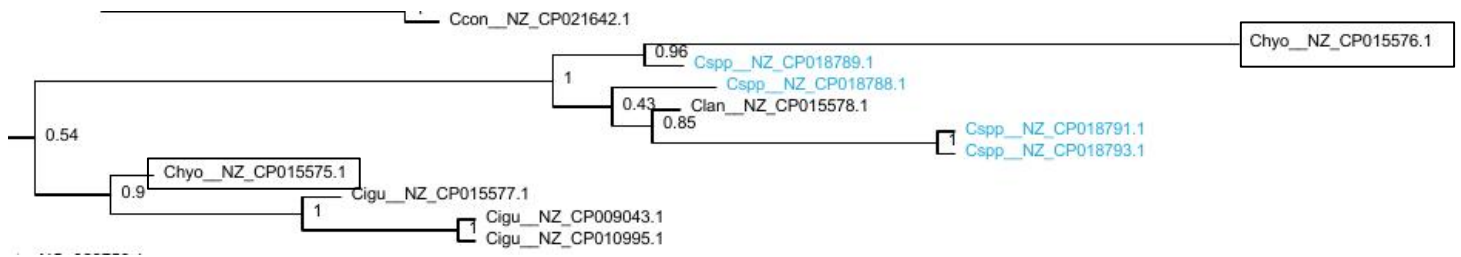 Ccon__NZ_CP021642.1
Chyo__NZ_CP015576.1
0.96
Cspp__NZ_CP018789.1
1
Cspp__NZ_CP018788.1
0.43
Clan__NZ_CP015578.1
0.85
Cspp__NZ_CP018791.1
0.54
1
Cspp__NZ_CP018793.1
Chyo__NZ_CP015575.1
0.9
Cigu__NZ_CP015577.1
1
Cigu__NZ_CP009043.1
1
Cigu__NZ_CP010995.1